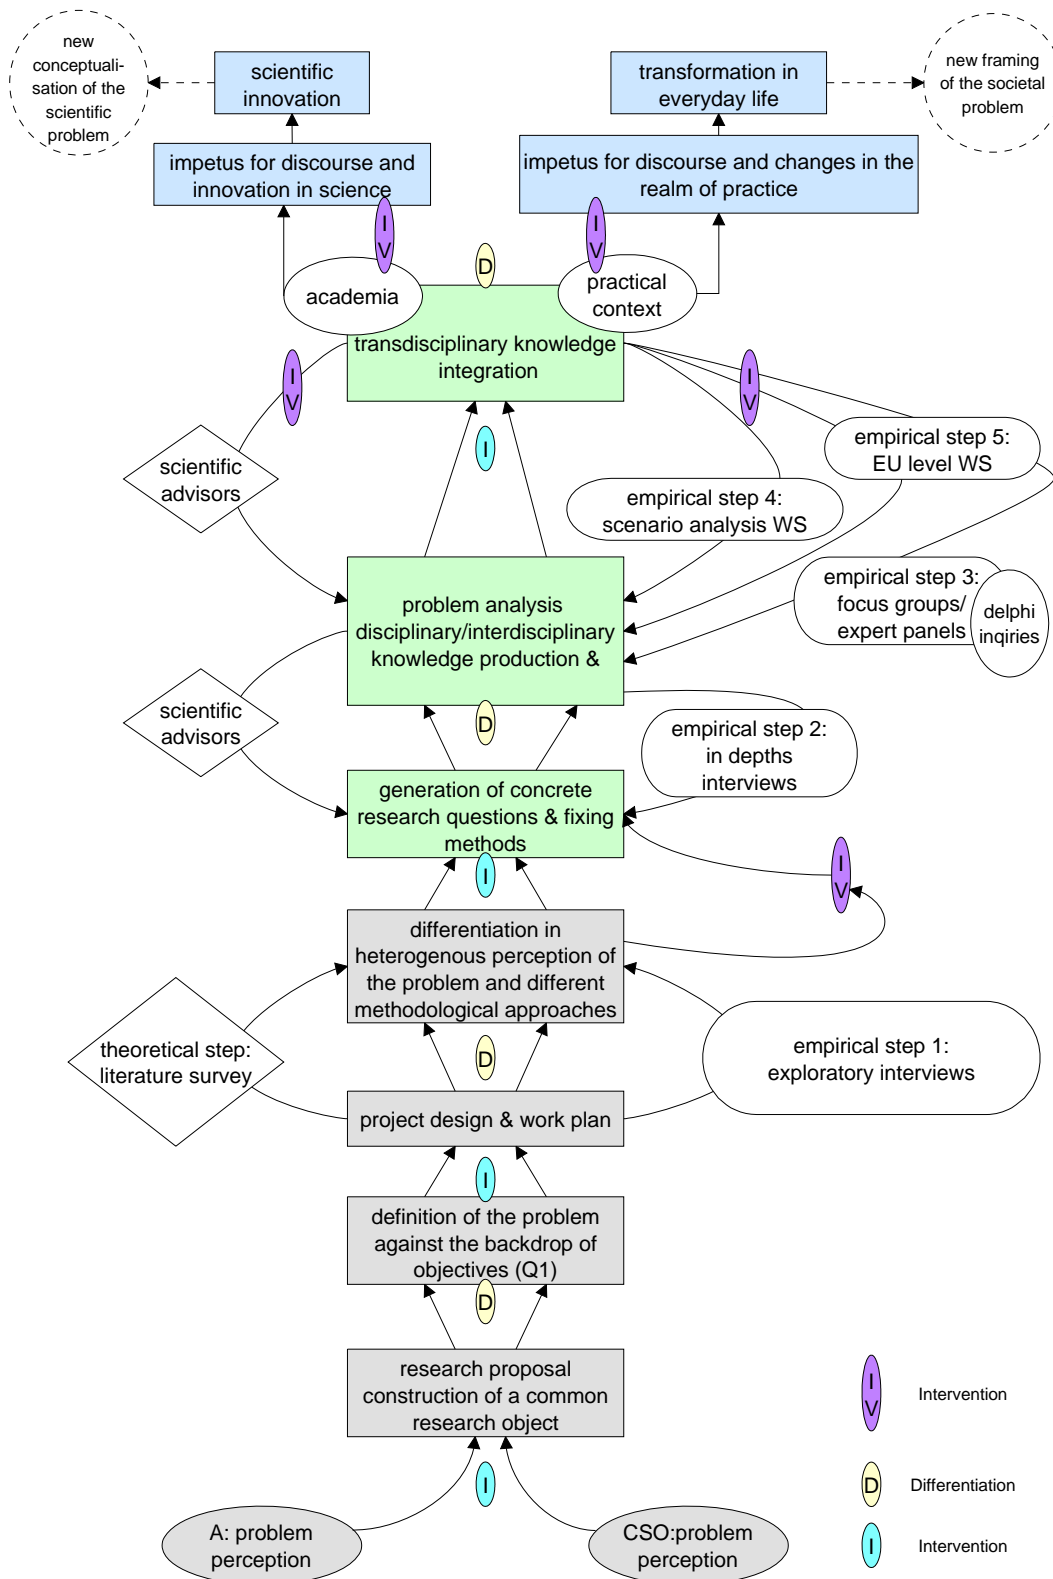 new
conceptuali-
sation of the
scientific
problem
scientific
innovation
transformation in
everyday life
new framing
of the societal
problem
impetus for discourse and
innovation in science
impetus for discourse and changes in the
realm of practice
I
V
I
V
D
academia
practical
context
transdisciplinary knowledge
integration
I
V
I
V
I
scientific
advisors
empirical step 5:
EU level WS
empirical step 4:
scenario analysis WS
problem analysis
disciplinary/interdisciplinary
knowledge production &
empirical step 3:
focus groups/
expert panels
delphi
inqiries
scientific
advisors
D
empirical step 2:
in depths
interviews
generation of concrete
research questions & fixing
methods
I
I
V
differentiation in
heterogenous perception of
the problem and different
methodological approaches
theoretical step:
literature survey
D
empirical step 1:
exploratory interviews
project design & work plan
I
definition of the problem
against the backdrop of
objectives (Q1)
D
research proposal
construction of a common
research object
I
A: problem
perception
CSO:problem
perception
I
V
Intervention
D
Differentiation
I
Intervention